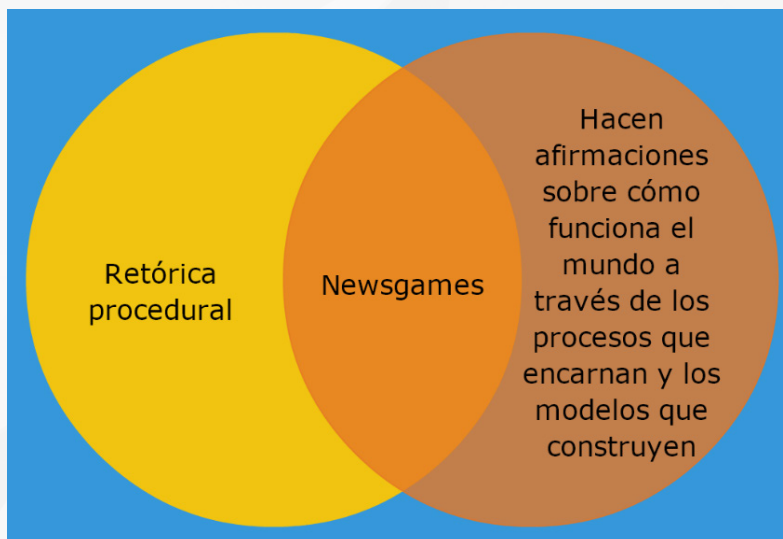 Retórica
procedural
Newsgames
Hacen
afirmaciones
sobre cómo
funciona el
mundo a
través de los
procesos que
encarnan y los
modelos que
construyen